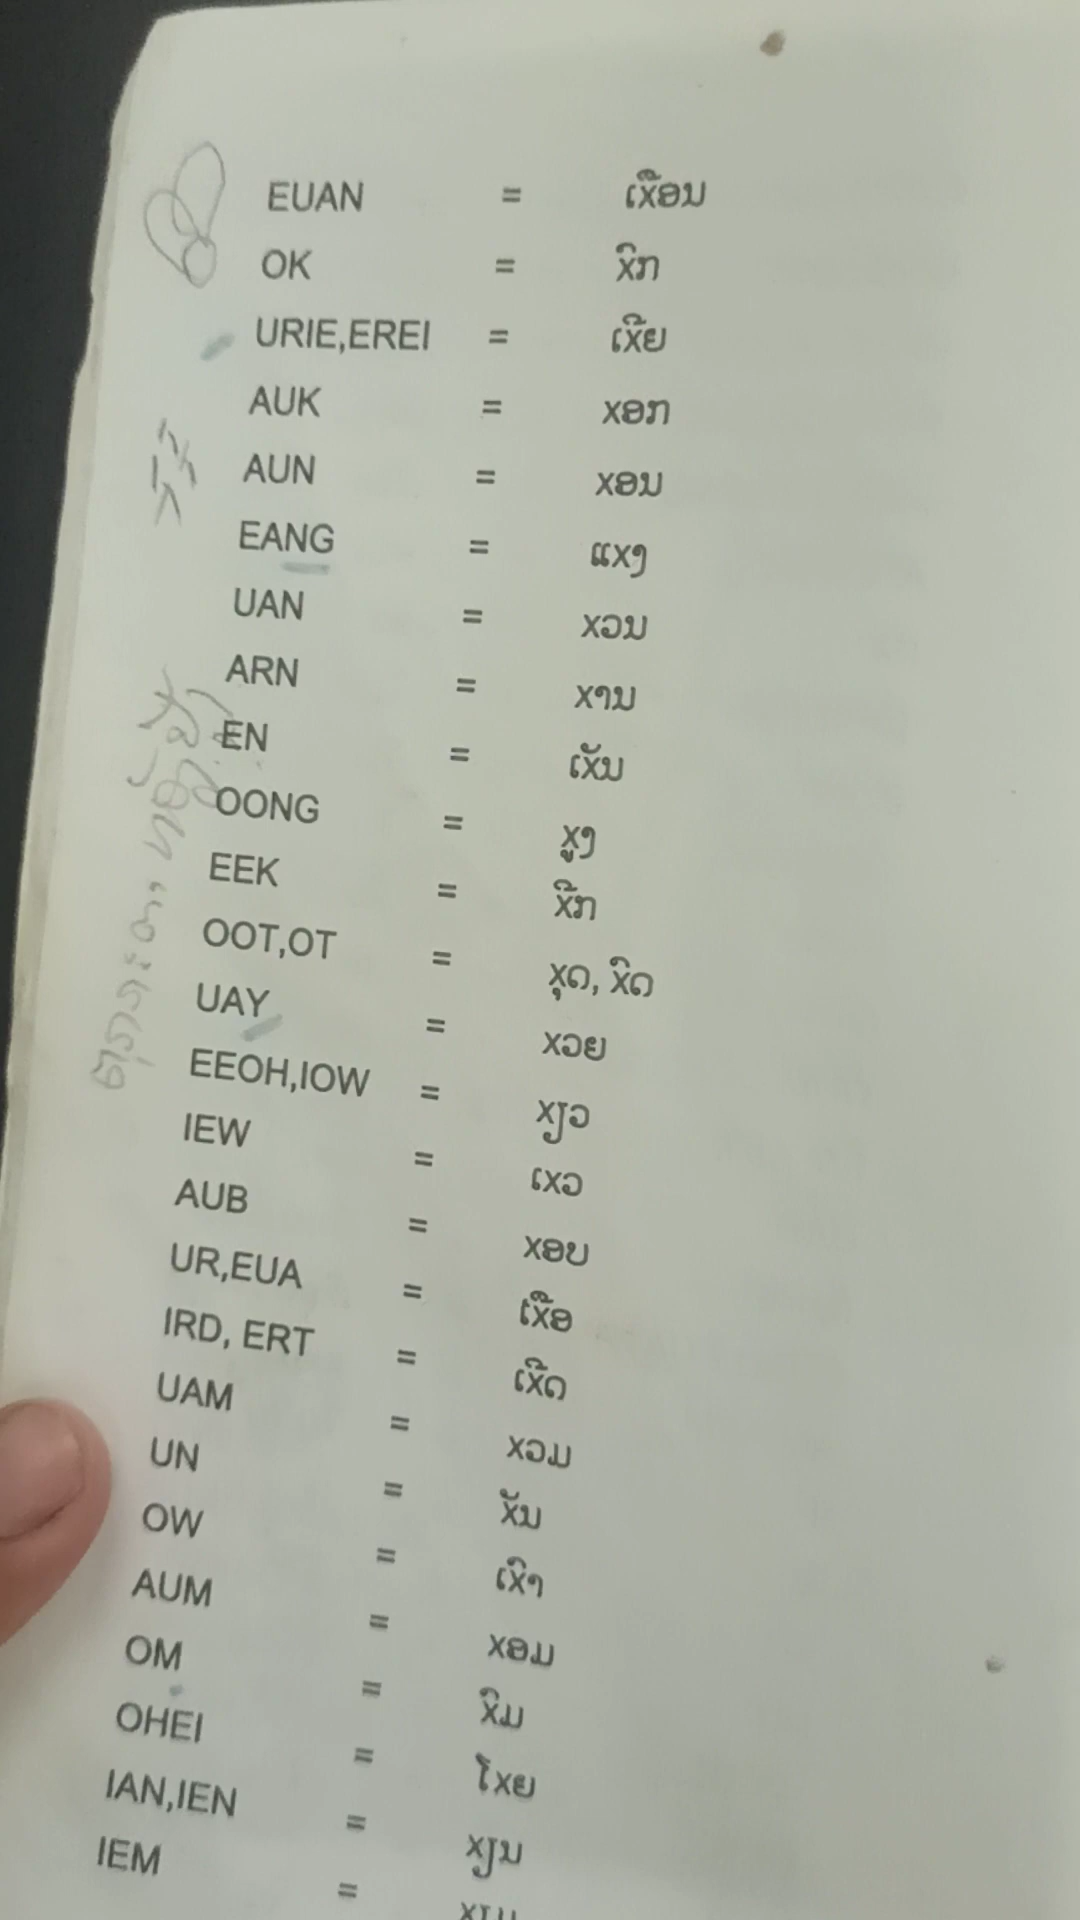 EUAN = ເxືອນ
OK = xົກ
URIE,EREI = ເxີຍ
AUK = xອກ
AUN = xອນ
EANG = ແxງ
UAN = xວນ
ARN = xານ
EN = ເxັນ
OONG = xູງ
EEK = xີກ
OOT,OT = xຸດ, xົດ
UAY = xວຍ
EEOH,IOW = xຽວ
IEW = ເxວ
AUB = xອບ
UR,EUA = ເxືອ
IRD, ERT = ເxີດ
UAM = xວມ
UN = xັນ
OW = ເxົາ
AUM = xອມ
OM = xົມ
OHEI = ໂxຍ
IAN,IEN = xຽນ
IEM =